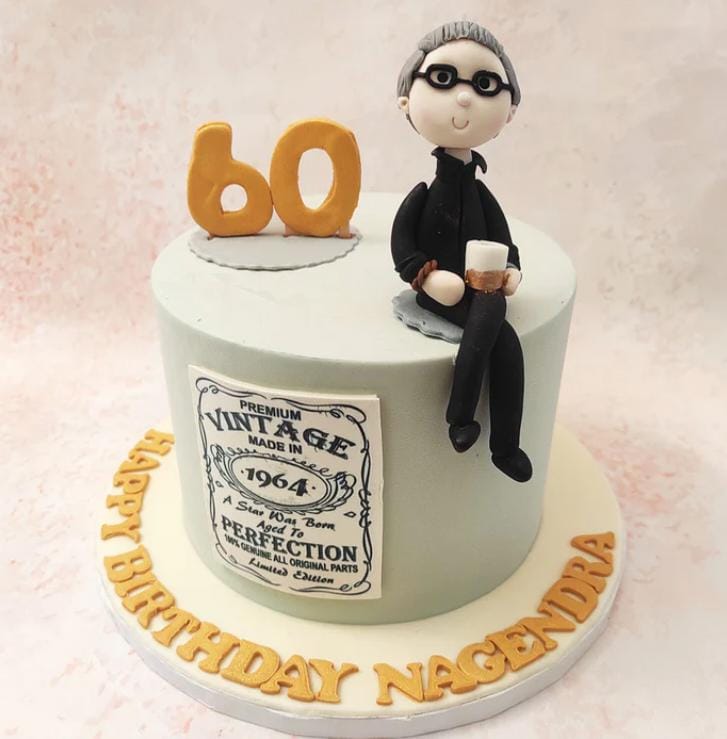 60
PREMIUM
VINTAGE
MADE IN
1964
A Star Was Born
Aged To
PERFECTION
100% GENUINE ALL ORIGINAL PARTS
Limited Edition
HAPPY BIRTHDAY NAGENDRA